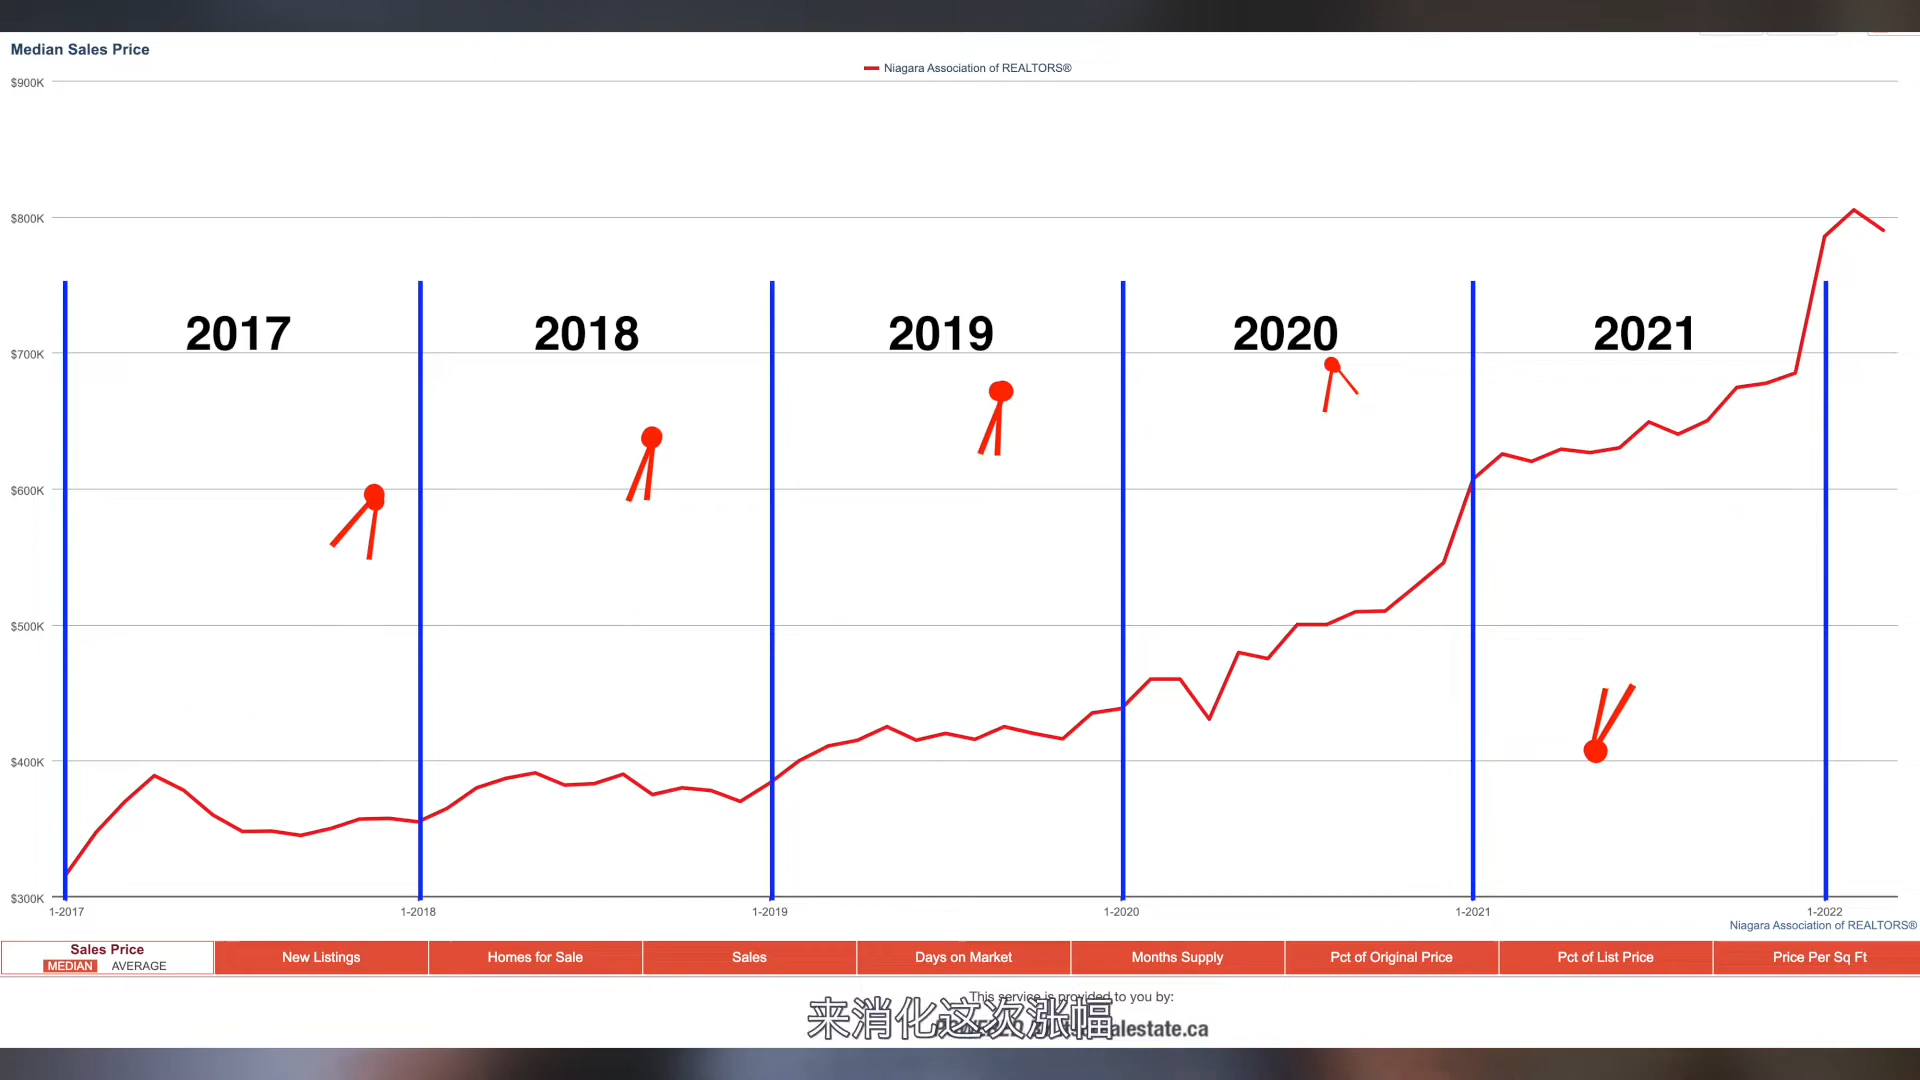 Median Sales Price
Niagara Association of REALTORS®
$900K
$800K
$700K
$600K
$500K
$400K
$300K
2017
2018
2019
2020
2021
1-2017
1-2018
1-2019
1-2020
1-2021
1-2022
Niagara Association of REALTORS®
Sales Price
MEDIAN AVERAGE
New Listings
Homes for Sale
Sales
Days on Market
Months Supply
Pct of Original Price
Pct of List Price
Price Per Sq Ft
This service is provided to you by:
来消化这次涨幅
alestate.ca